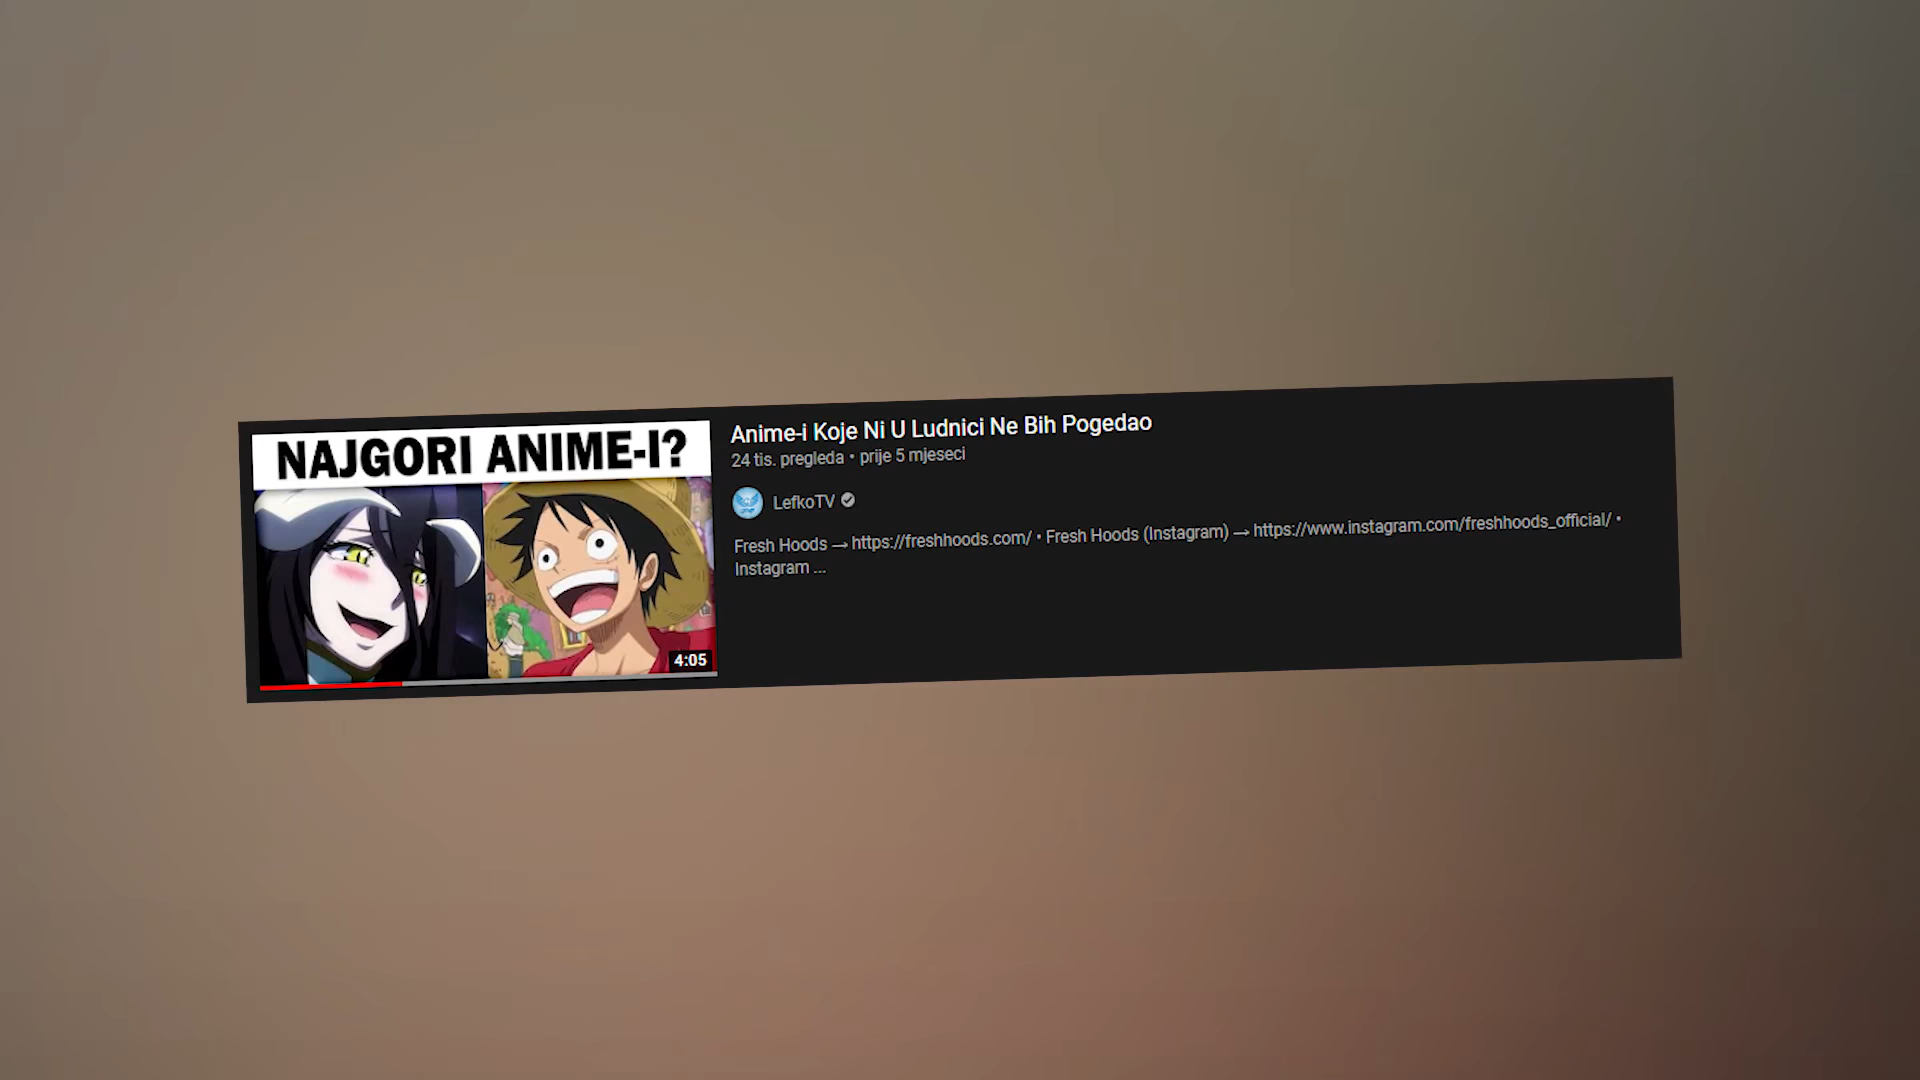 NAJGORI ANIME-I?
4:05
Anime-i Koje Ni U Ludnici Ne Bih Pogedao
24 tis. pregleda • prije 5 mjeseci
LefkoTV
Fresh Hoods → https://freshhoods.com/ • Fresh Hoods (Instagram) → https://www.instagram.com/freshhoods_official/ •
Instagram ...